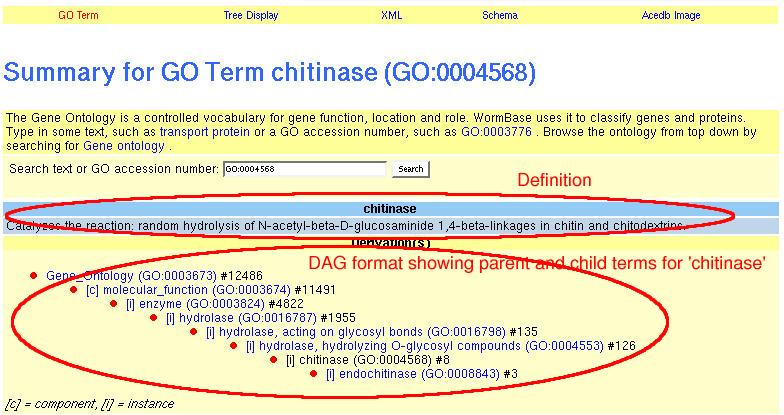 GO Term Tree Display XML Schema Acedb Image
Summary for GO Term chitinase (GO:0004568)
The Gene Ontology is a controlled vocabulary for gene function, location and role. WormBase uses it to classify genes and proteins.
Type in some text, such as transport protein or a GO accession number, such as GO:0003776 . Browse the ontology from top down by
searching for Gene ontology .
Search text or GO accession number: GO:0004568 Search
Definition
chitinase
Catalyzes the reaction: random hydrolysis of N-acetyl-beta-D-glucosaminide 1,4-beta-linkages in chitin and chitodextrins.
Derivation(s)
DAG format showing parent and child terms for 'chitinase'
Gene_Ontology (GO:0003673) #12486
[c] molecular_function (GO:0003674) #11491
[i] enzyme (GO:0003824) #4822
[i] hydrolase (GO:0016787) #1955
[i] hydrolase, acting on glycosyl bonds (GO:0016798) #135
[i] hydrolase, hydrolyzing O-glycosyl compounds (GO:0004553) #126
[i] chitinase (GO:0004568) #8
[i] endochitinase (GO:0008843) #3
[c] = component, [i] = instance